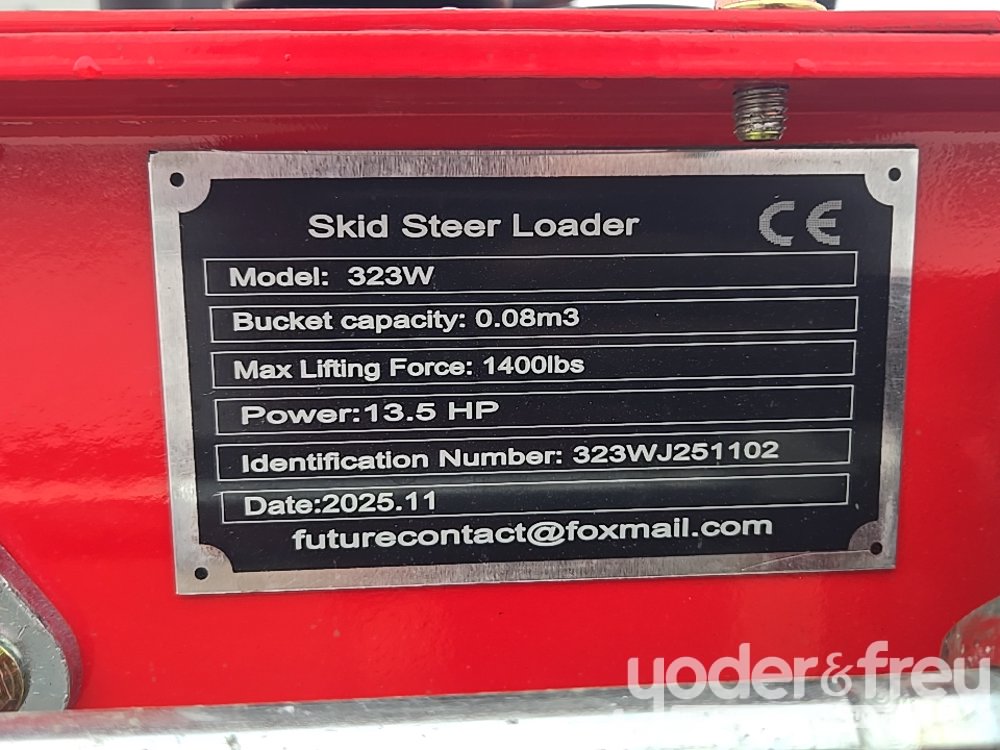 Skid Steer Loader CE
Model: 323W
Bucket capacity: 0.08m3
Max Lifting Force: 1400lbs
Power:13.5 HP
Identification Number: 323WJ251102
Date:2025.11
futurecontact@foxmail.com
yoder&frey